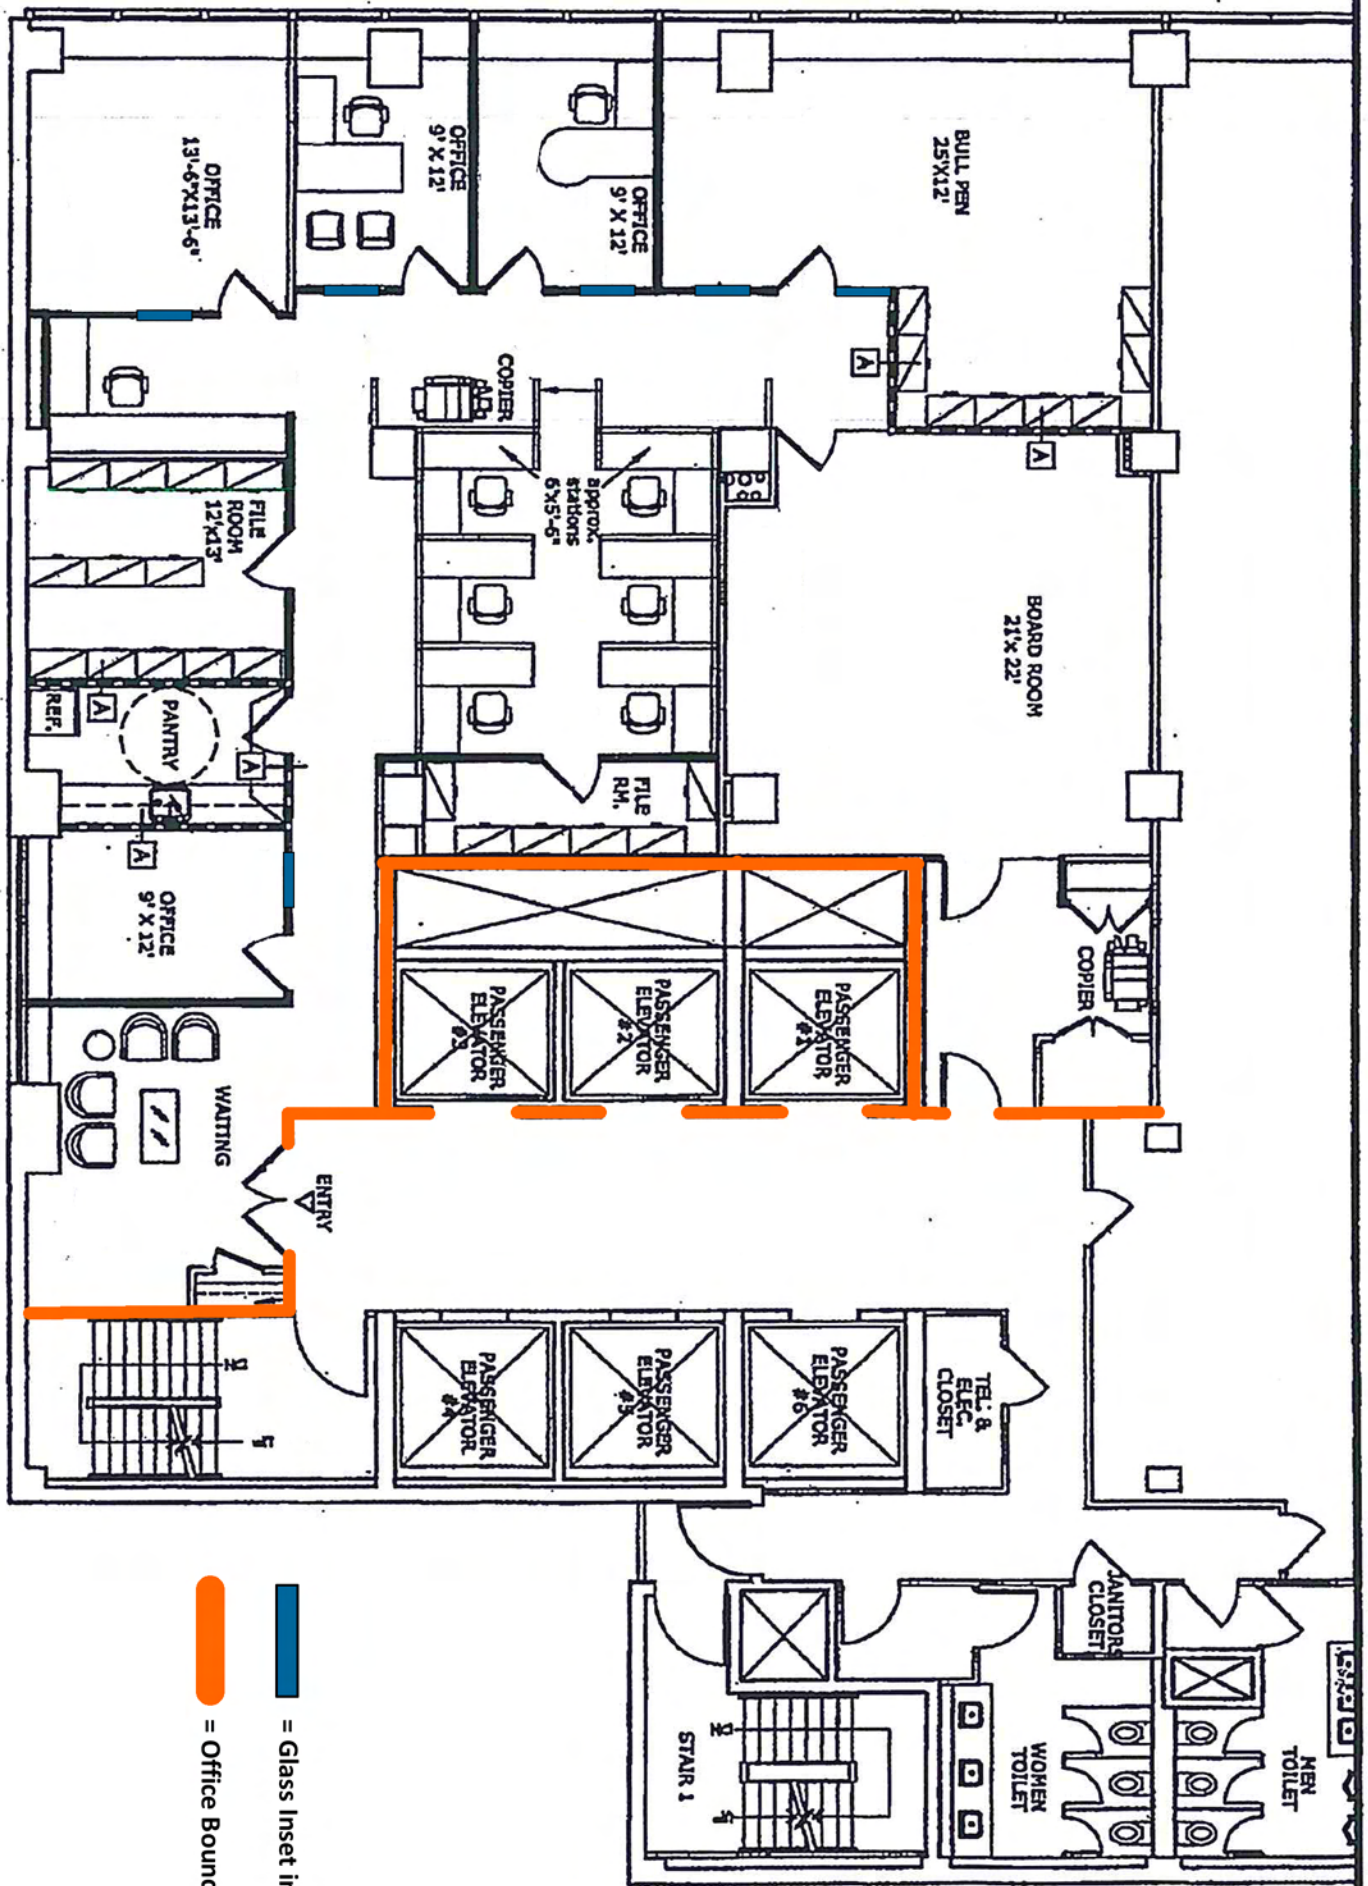 BULL PEN
25'X12'
OFFICE
9' X 12'
OFFICE
9' X 12'
OFFICE
13'-6"X13'-6"
A
A
COPIER
approx.
stations
6'x5'-6"
FILE
ROOM
12'x13'
BOARD ROOM
21'x 22'
A
REF.
PANTRY
A
A
FILE
RM.
OFFICE
9' X 12'
COPIER
PASSENGER
ELEVATOR
#1
PASSENGER
ELEVATOR
#2
PASSENGER
ELEVATOR
#3
WAITING
ENTRY
TEL. &
ELEC.
CLOSET
PASSENGER
ELEVATOR
#6
PASSENGER
ELEVATOR
#5
PASSENGER
ELEVATOR
#4
JANITORS
CLOSET
MEN
TOILET
WOMEN
TOILET
STAIR 1
= Glass Inset in
= Office Bound